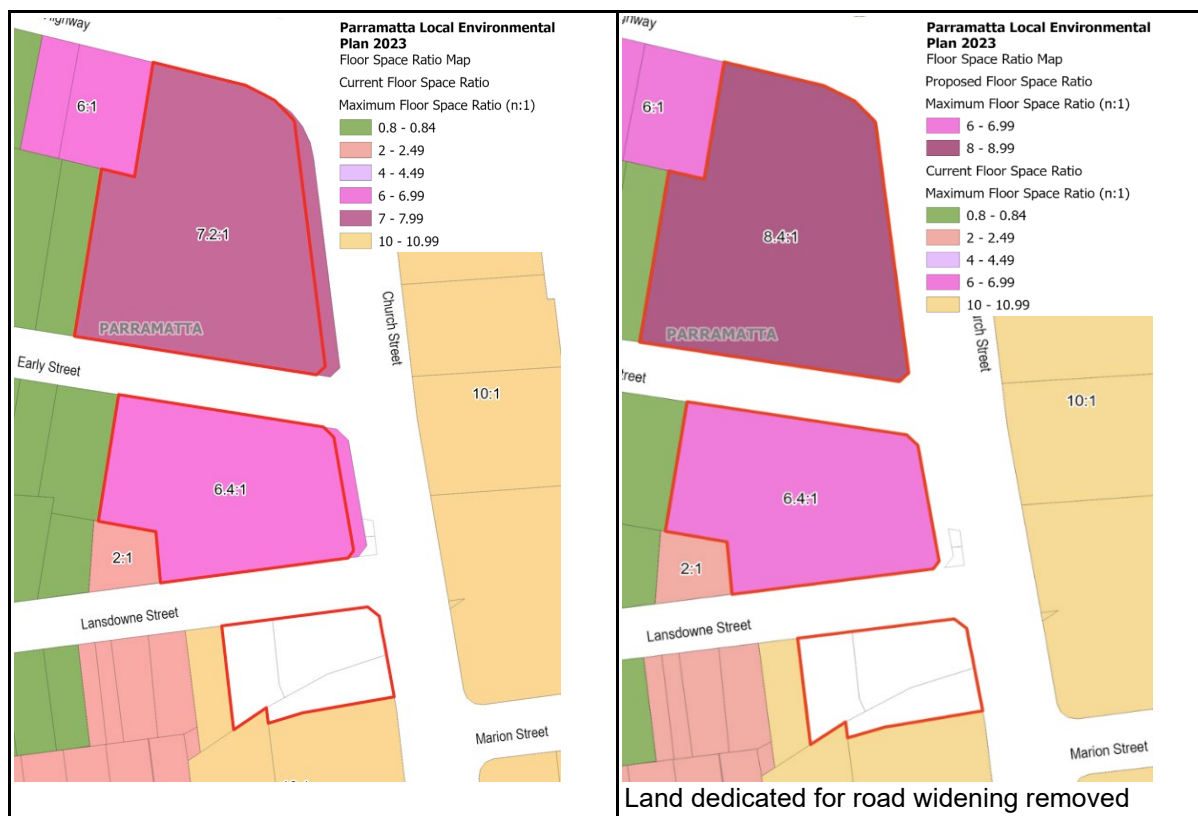 Highway
Parramatta Local Environmental
Plan 2023
Floor Space Ratio Map
Current Floor Space Ratio
Maximum Floor Space Ratio (n:1)
0.8 - 0.84
2 - 2.49
4 - 4.49
6 - 6.99
7 - 7.99
10 - 10.99
6:1
7.2:1
PARRAMATTA
Church Street
Early Street
10:1
6.4:1
2:1
Lansdowne Street
Marion Street
Parramatta Local Environmental
Plan 2023
Floor Space Ratio Map
Proposed Floor Space Ratio
Maximum Floor Space Ratio (n:1)
6 - 6.99
8 - 8.99
Current Floor Space Ratio
Maximum Floor Space Ratio (n:1)
0.8 - 0.84
2 - 2.49
4 - 4.49
6 - 6.99
10 - 10.99
6:1
8.4:1
PARRAMATTA
Street
10:1
6.4:1
2:1
Lansdowne Street
Marion Street
Land dedicated for road widening removed